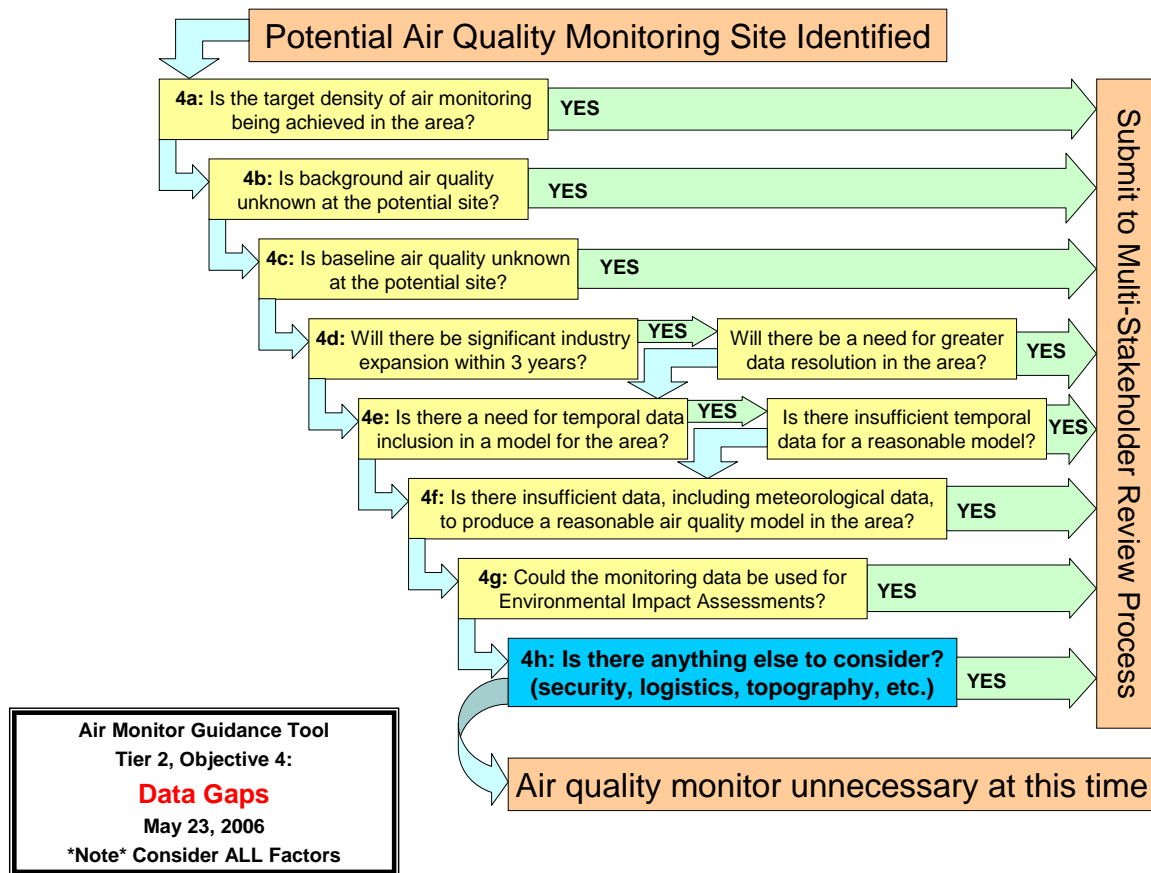 Potential Air Quality Monitoring Site Identified
4a: Is the target density of air monitoring
being achieved in the area?
YES
4b: Is background air quality
unknown at the potential site?
YES
4c: Is baseline air quality unknown
at the potential site?
YES
4d: Will there be significant industry
expansion within 3 years?
YES
Will there be a need for greater
data resolution in the area?
YES
4e: Is there a need for temporal data
inclusion in a model for the area?
YES
Is there insufficient temporal
data for a reasonable model?
YES
4f: Is there insufficient data, including meteorological data,
to produce a reasonable air quality model in the area?
YES
4g: Could the monitoring data be used for
Environmental Impact Assessments?
YES
4h: Is there anything else to consider?
(security, logistics, topography, etc.)
YES
Submit to Multi-Stakeholder Review Process
Air quality monitor unnecessary at this time
Air Monitor Guidance Tool
Tier 2, Objective 4:
Data Gaps
May 23, 2006
*Note* Consider ALL Factors